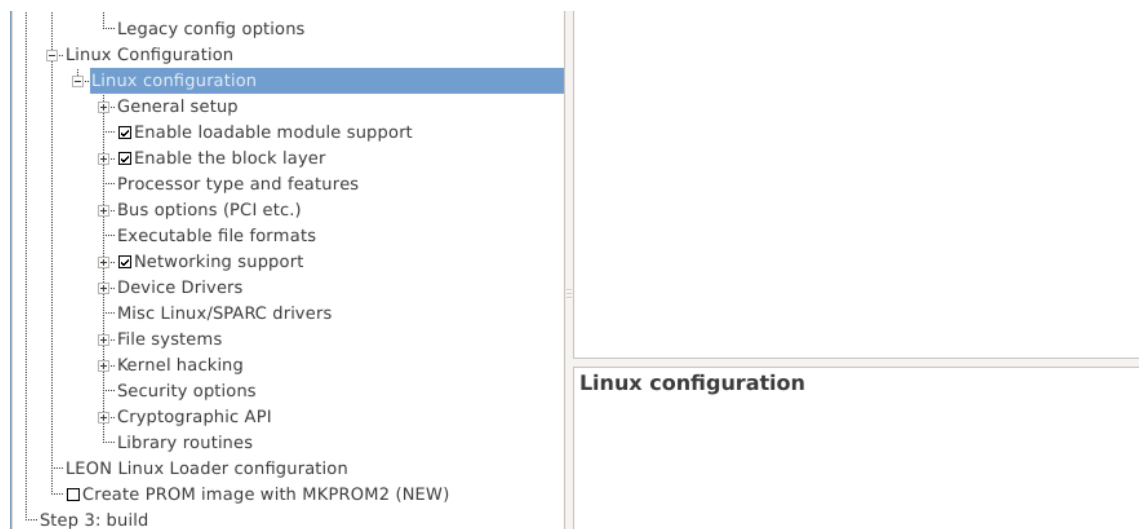 Legacy config options
Linux Configuration
Linux configuration
General setup
Enable loadable module support
Enable the block layer
Processor type and features
Bus options (PCI etc.)
Executable file formats
Networking support
Device Drivers
Misc Linux/SPARC drivers
File systems
Kernel hacking
Security options
Cryptographic API
Library routines
LEON Linux Loader configuration
Create PROM image with MKPROM2 (NEW)
Step 3: build
Linux configuration